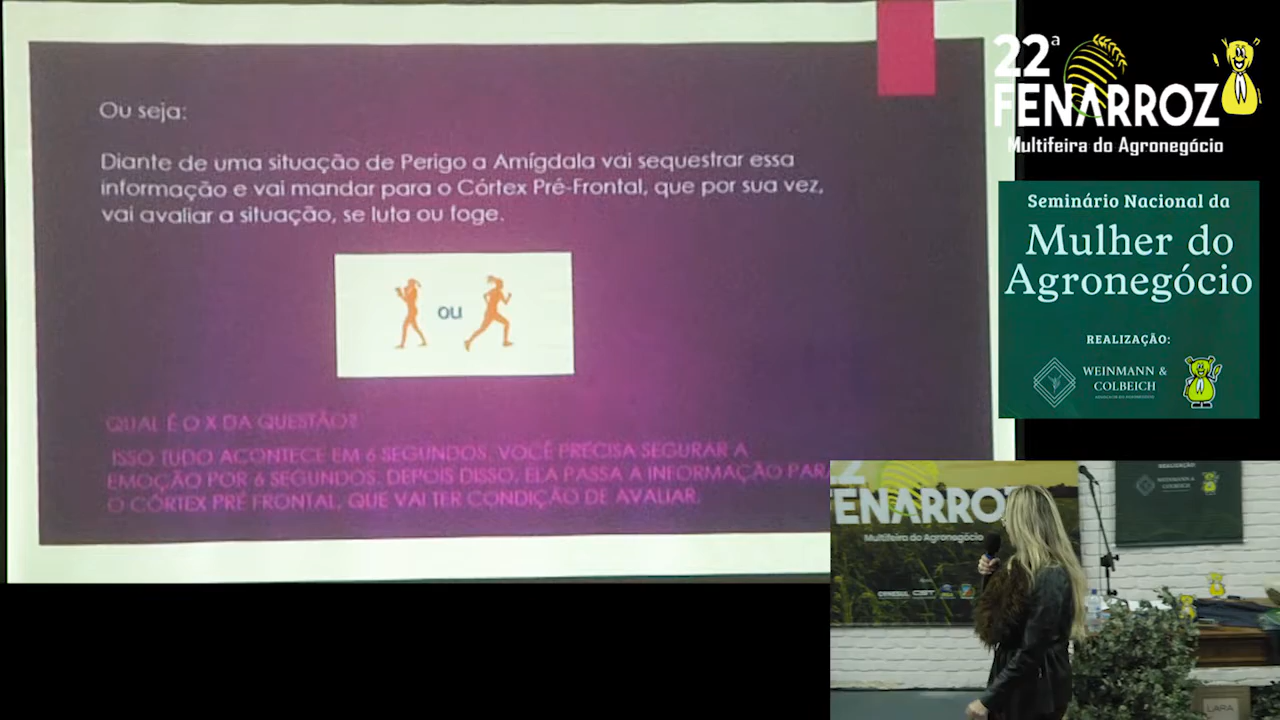 Ou seja:
Diante de uma situação de Perigo a Amígdala vai sequestrar essa
informação e vai mandar para o Córtex Pré-Frontal, que por sua vez,
vai avaliar a situação, se luta ou foge.
ou
QUAL É O X DA QUESTÃO?
ISSO TUDO ACONTECE EM 6 SEGUNDOS. VOCÊ PRECISA SEGURAR A
EMOÇÃO POR 6 SEGUNDOS. DEPOIS DISSO, ELA PASSA A INFORMAÇÃO PARA
O CÓRTEX PRÉ FRONTAL, QUE VAI TER CONDIÇÃO DE AVALIAR.
22ª
FENARROZ
Multifeira do Agronegócio
Seminário Nacional da
Mulher do
Agronegócio
REALIZAÇÃO:
WEINMANN &
COLBEICH
FENARROZ
Multifeira do Agronegócio
REALIZAÇÃO:
WEINMANN &
COLBEICH
LARA